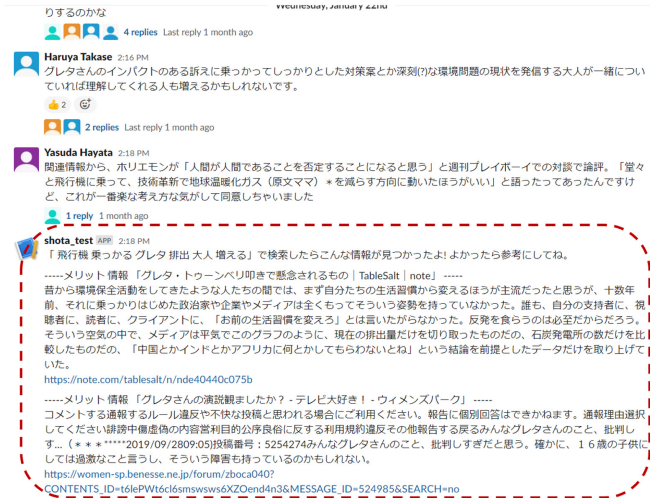 Wednesday, January 22nd
りするのかな
4 replies Last reply 1 month ago
Haruya Takase 2:16 PM
グレタさんのインパクトのある訴えに乗っかってしっかりとした対策案とか深刻(?)な環境問題の現状を発信する大人が一緒につい
ていれば理解してくれる人も増えるかもしれないです。
2
2 replies Last reply 1 month ago
Yasuda Hayata 2:18 PM
関連情報から、ホリエモンが「人間が人間であることを否定することになると思う」と週刊プレイボーイでの対談で論評。「堂々
と飛行機に乗って、技術革新で地球温暖化ガス（原文ママ）＊を減らす方向に動いたほうがいい」と語ったってあったんですけ
ど、これが一番楽な考え方な気がして同意しちゃいました
1 reply 1 month ago
shota_test APP 2:18 PM
「 飛行機 乗っかる グレタ 排出 大人 増える」で検索したらこんな情報が見つかったよ! よかったら参考にしてね。
-----メリット情報 「グレタ・トゥーンベリ叩きで懸念されるもの｜TableSalt｜note」 -----
昔から環境保全活動をしてきたような人たちの間では、まず自分たちの生活習慣から変えるほうが主流だったと思うが、十数年
前、それに乗っかりはじめた政治家や企業やメディアは全くもってそういう姿勢を持っていなかった。誰も、自分の支持者に、視
聴者に、読者に、クライアントに、「お前の生活習慣を変えろ」とは言いたがらなかった。反発を食らうのは必至だからだろう。
そういう空気の中で、メディアは平気でこのグラフのように、現在の排出量だけを切り取ったものだの、石炭発電所の数だけを比
較したものだの、「中国とかインドとかアフリカに何とかしてもらわないとね」という結論を前提としたデータだけを取り上げて
いた。
https://note.com/tablesalt/n/nde40440c075b
-----メリット情報 「グレタさんの演説観ましたか？ - テレビ大好き！ - ウィメンズパーク」 -----
コメントする通報するルール違反や不快な投稿と思われる場合にご利用ください。報告に個別回答はできかねます。通報理由選択
してください誹謗中傷虚偽の内容営利目的公序良俗に反する利用規約違反その他報告する戻るみんなグレタさんのこと、批判し
す...（＊＊＊*****2019/09/2809:05)投稿番号：5254274みんなグレタさんのこと、批判しすぎだと思う。確かに、１６歳の子供に
しては過激なこと言うし、そういう障害も持っているのかもしれない。
https://women-sp.benesse.ne.jp/forum/zboca040?
CONTENTS_ID=t6lePWt6cl6smswsws6XZOend4n3&MESSAGE_ID=524985&SEARCH=no